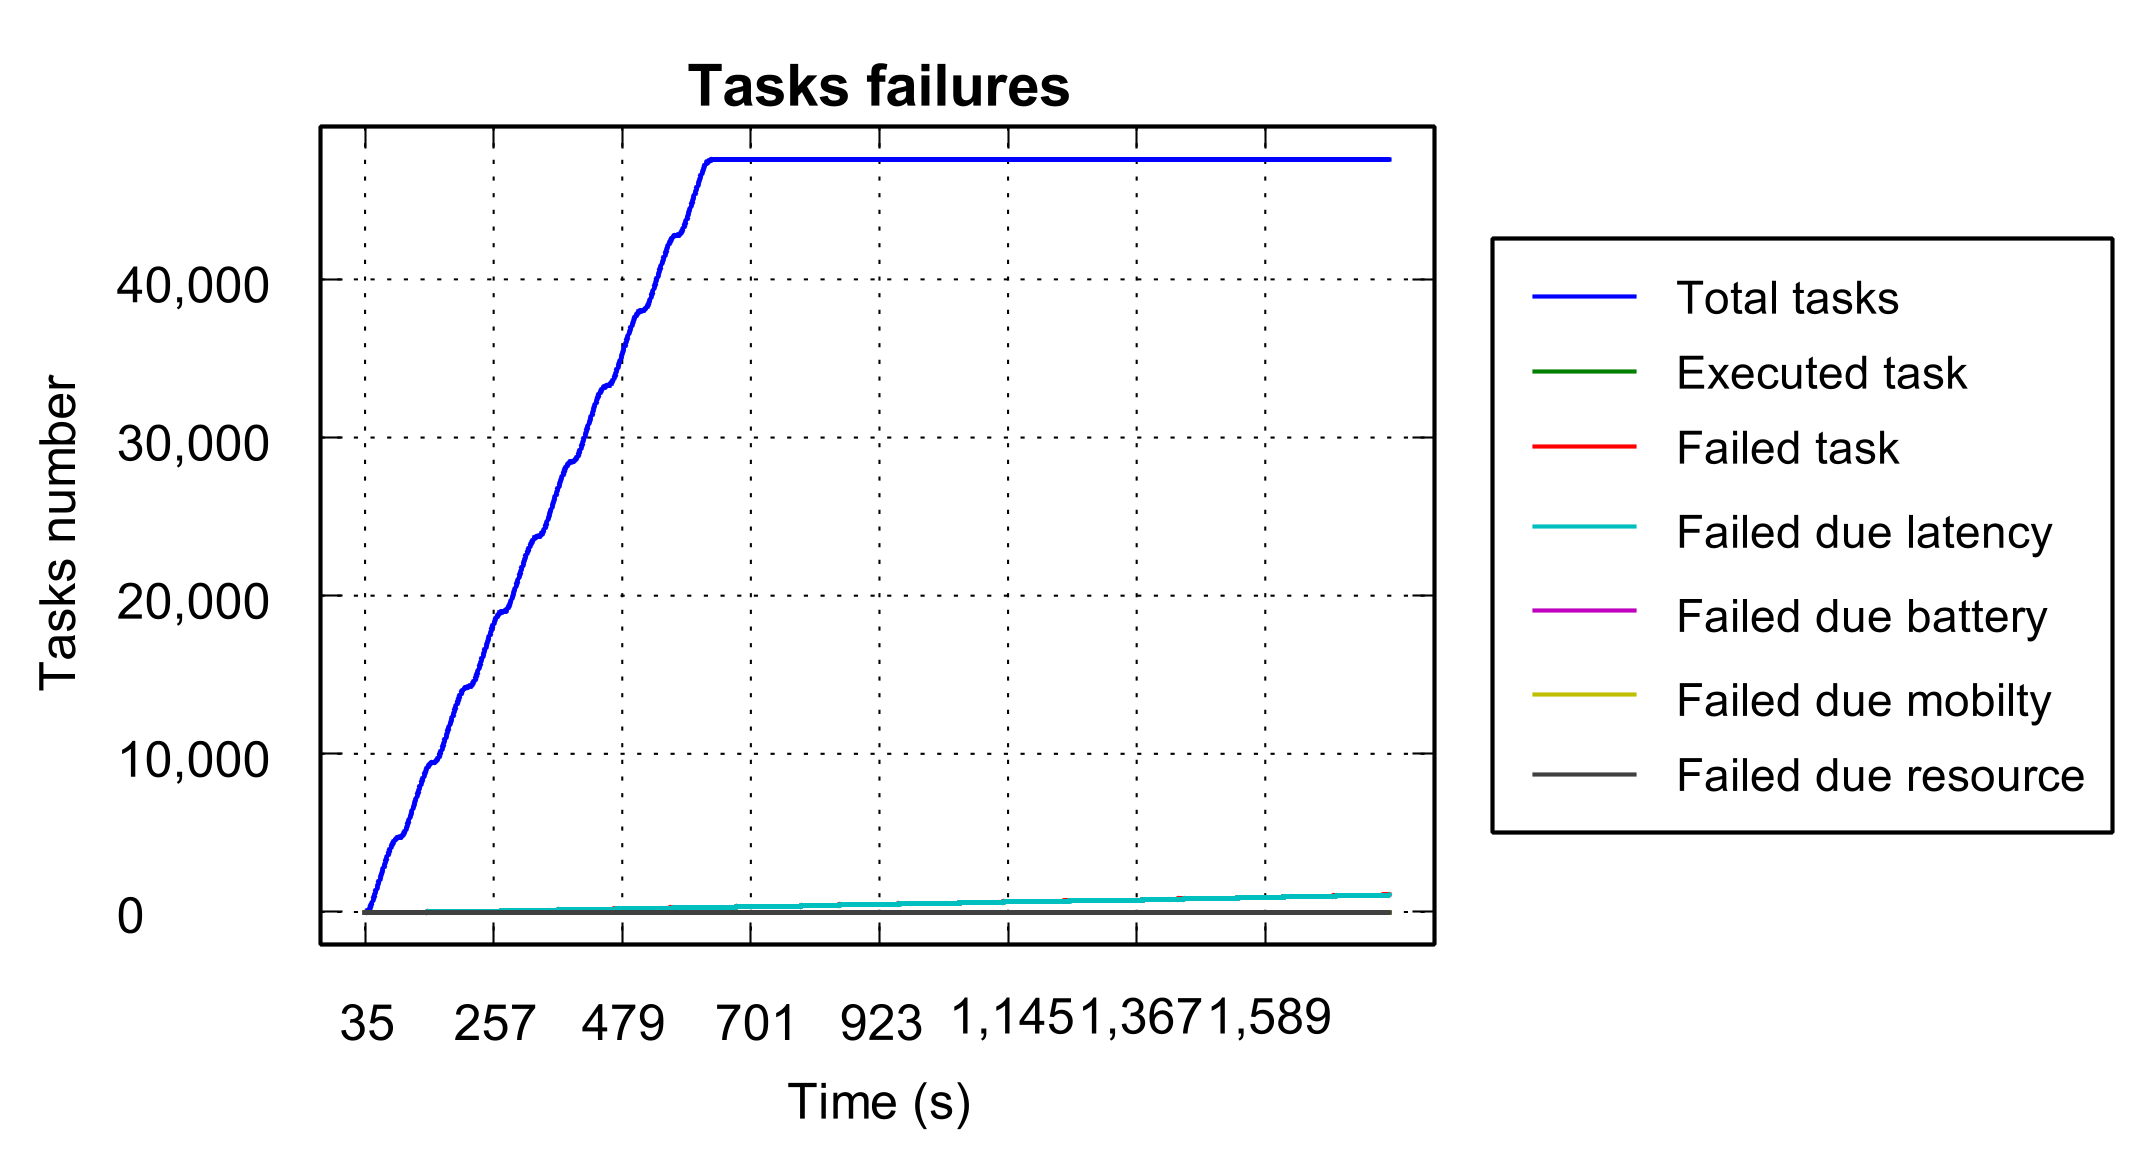 Tasks failures
Tasks number
40,000
30,000
20,000
10,000
0
35 257 479 701 923 1,145 1,367 1,589
Time (s)
Total tasks
Executed task
Failed task
Failed due latency
Failed due battery
Failed due mobilty
Failed due resource